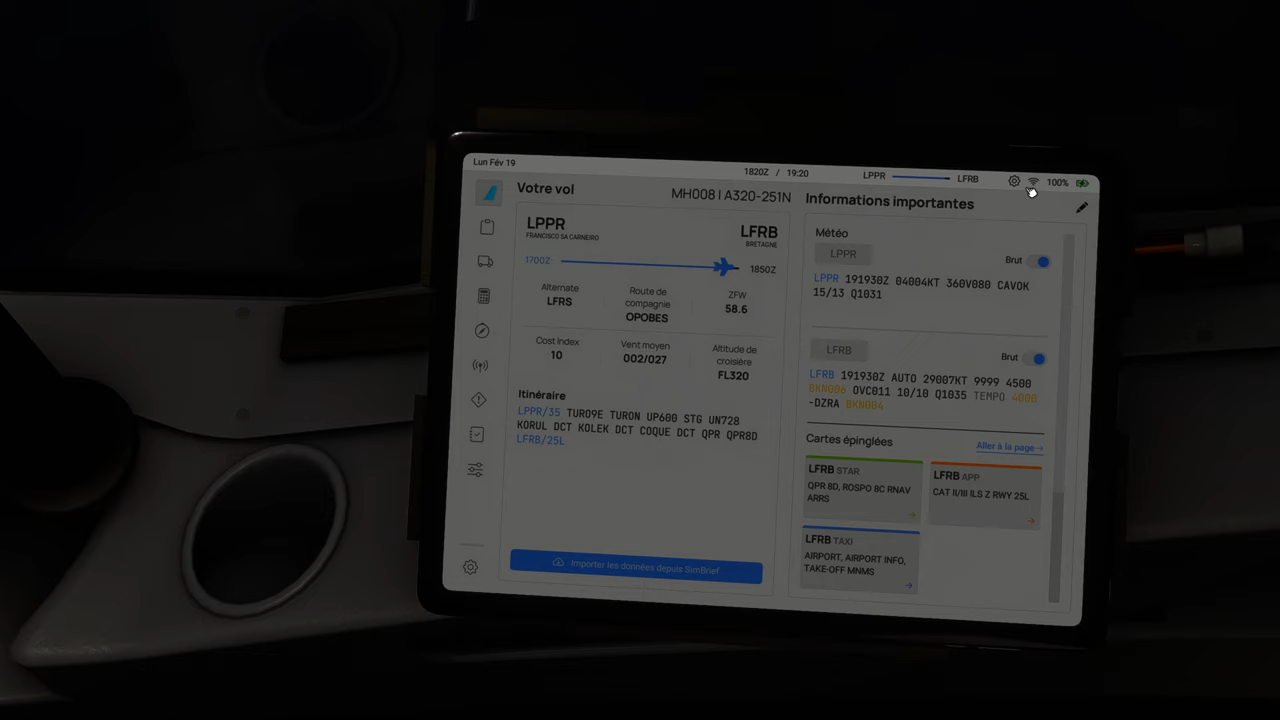 Lun Fév 19
1820Z / 19:20
LPPR LFRB
100%
Votre vol
MH008 | A320-251N
LPPR
FRANCISCO SA CARNEIRO
LFRB
BRETAGNE
1700Z
1850Z
Alternate
LFRS
Route de
compagnie
OPOBES
ZFW
58.6
Cost Index
10
Vent moyen
002/027
Altitude de
croisière
FL320
Itinéraire
LPPR/35 TURO9E TURON UP600 STG UN728
KORUL DCT KOLEK DCT COQUE DCT QPR QPR8D
LFRB/25L
Importer les données depuis SimBrief
Informations importantes
Météo
LPPR
Brut
LPPR 191930Z 04004KT 360V080 CAVOK
15/13 Q1031
LFRB
Brut
LFRB 191930Z AUTO 29007KT 9999 4500
BKN006 OVC011 10/10 Q1035 TEMPO 4000
-DZRA BKN004
Cartes épinglées
Aller à la page
LFRB STAR
QPR 8D, ROSPO 8C RNAV
ARRS
LFRB APP
CAT II/III ILS Z RWY 25L
LFRB TAXI
AIRPORT, AIRPORT INFO,
TAKE-OFF MNMS